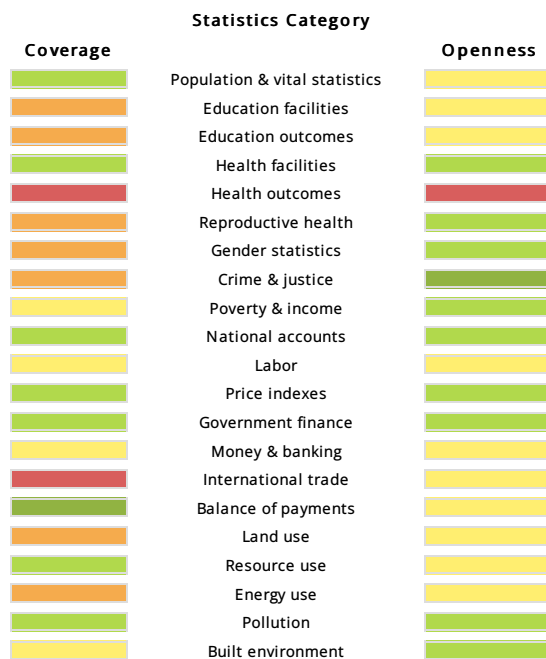 Statistics Category
Coverage Openness
Population & vital statistics
Education facilities
Education outcomes
Health facilities
Health outcomes
Reproductive health
Gender statistics
Crime & justice
Poverty & income
National accounts
Labor
Price indexes
Government finance
Money & banking
International trade
Balance of payments
Land use
Resource use
Energy use
Pollution
Built environment